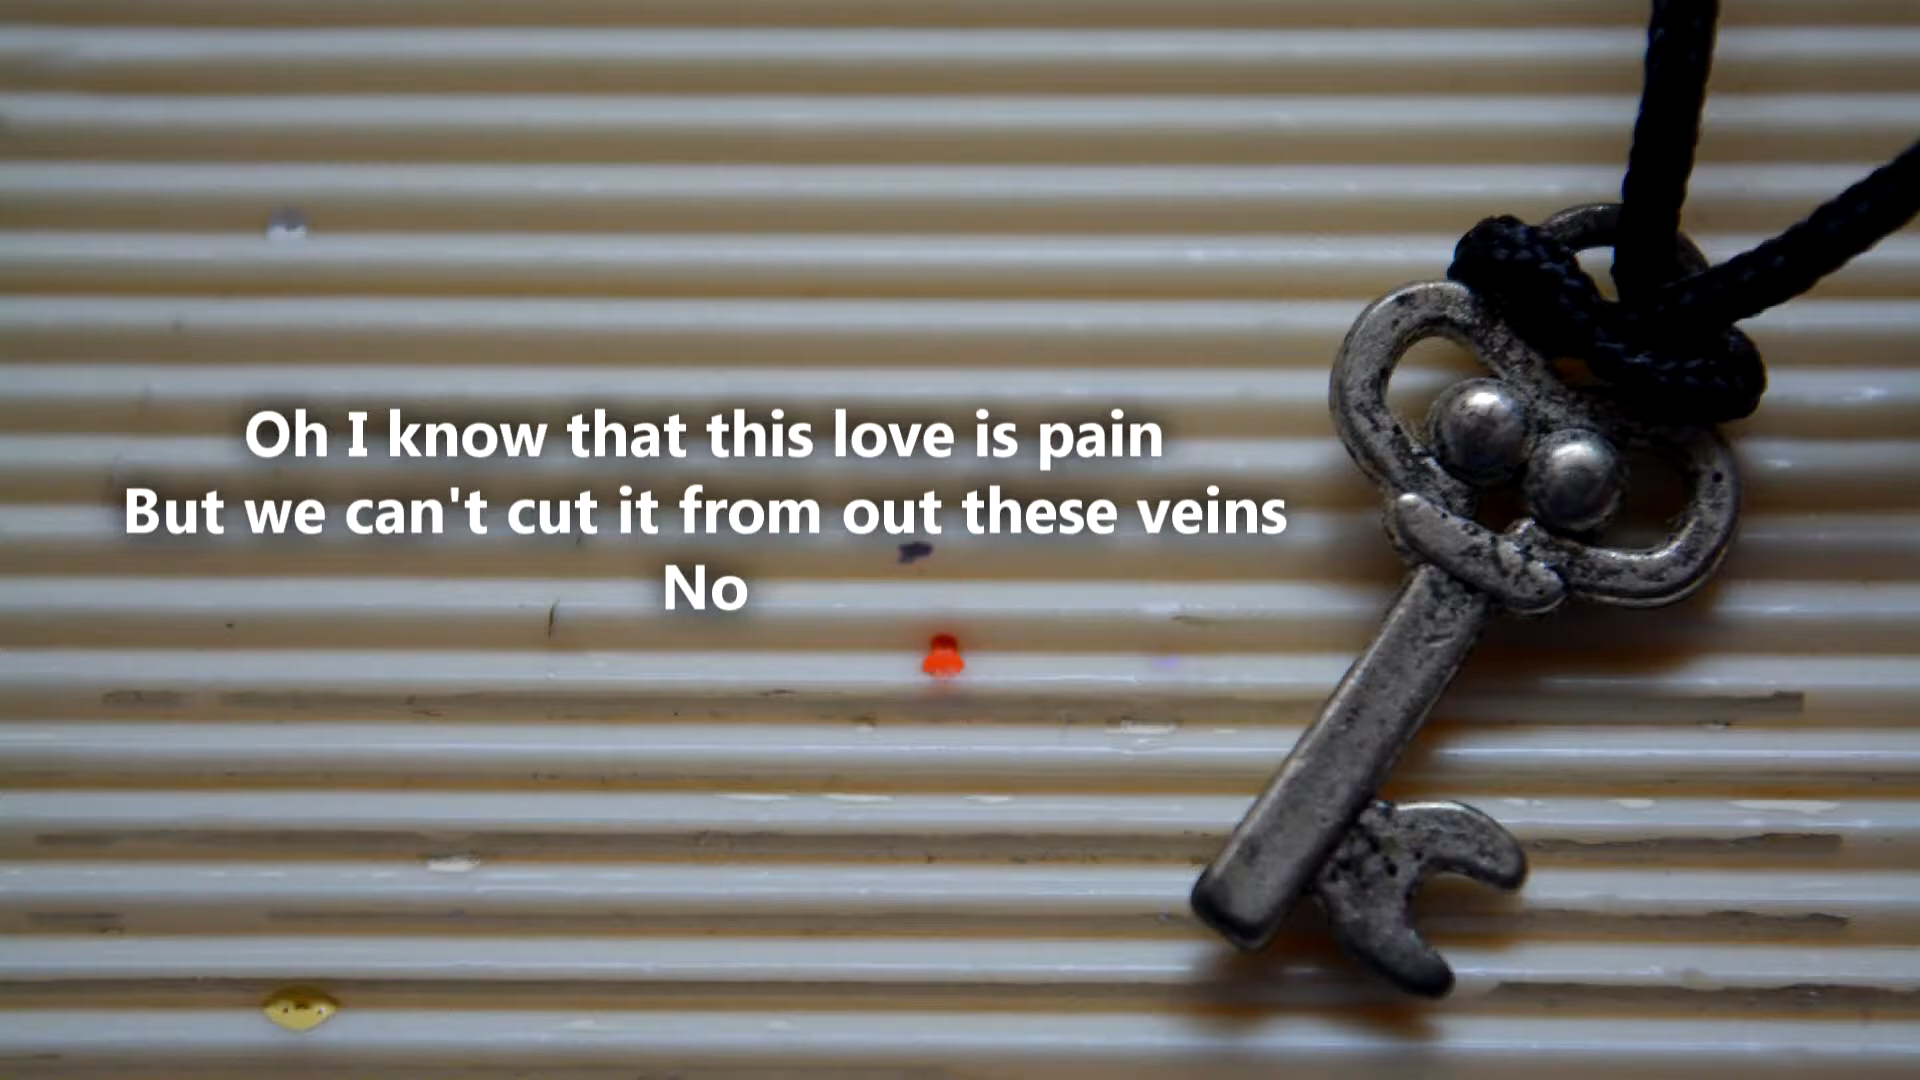 Oh I know that this love is pain
But we can't cut it from out these veins
No